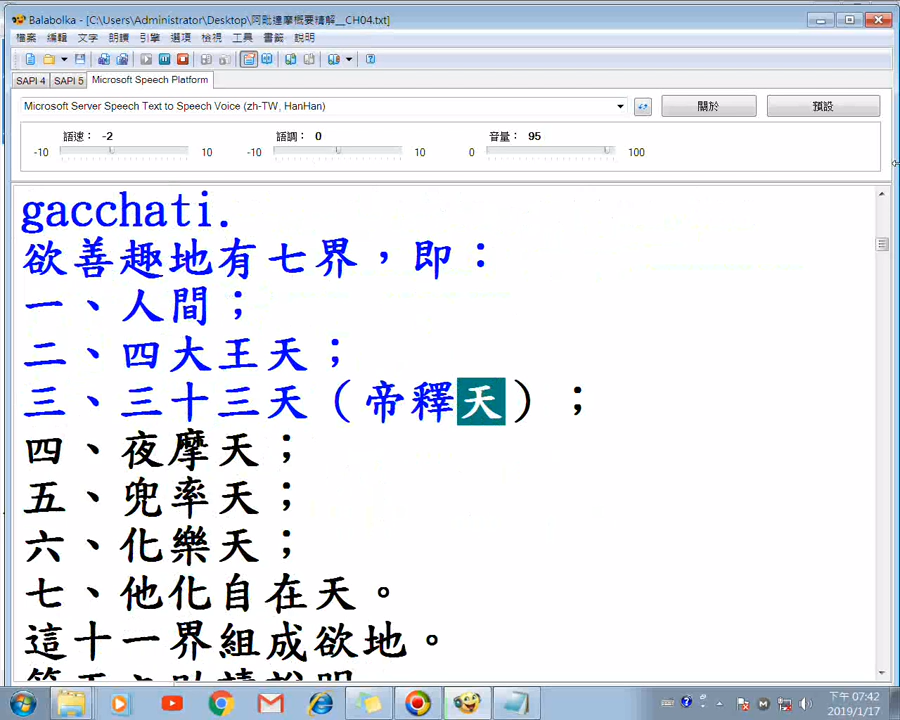 Balabolka - [C:\Users\Administrator\Desktop\阿毗達摩概要精解__CH04.txt]
檔案 編輯 文字 朗讀 引擎 選項 檢視 工具 書籤 說明
SAPI 4 SAPI 5 Microsoft Speech Platform
Microsoft Server Speech Text to Speech Voice (zh-TW, HanHan) 關於 預設
語速： -2 語調： 0 音量： 95
-10 10 -10 10 0 100
gacchati.
欲善趣地有七界，即：
一、人間；
二、四大王天；
三、三十三天（帝釋天）；
四、夜摩天；
五、兜率天；
六、化樂天；
七、他化自在天。
這十一界組成欲地。
下午 07:42
2019/1/17